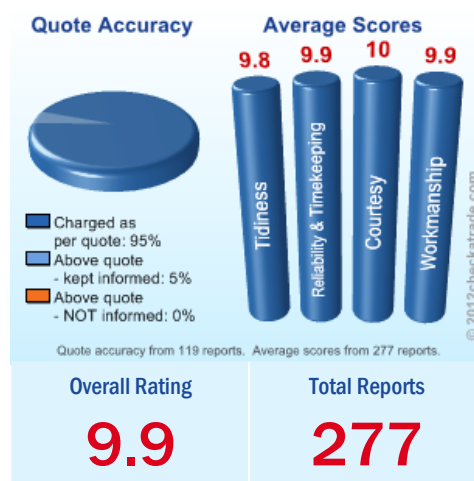 Quote Accuracy
Average Scores
9.8
9.9
10
9.9
Tidiness
Reliability & Timekeeping
Courtesy
Workmanship
Charged as
per quote: 95%
Above quote
- kept informed: 5%
Above quote
- NOT informed: 0%
© 2012checkatrade.com
Quote accuracy from 119 reports. Average scores from 277 reports.
Overall Rating
Total Reports
9.9
277